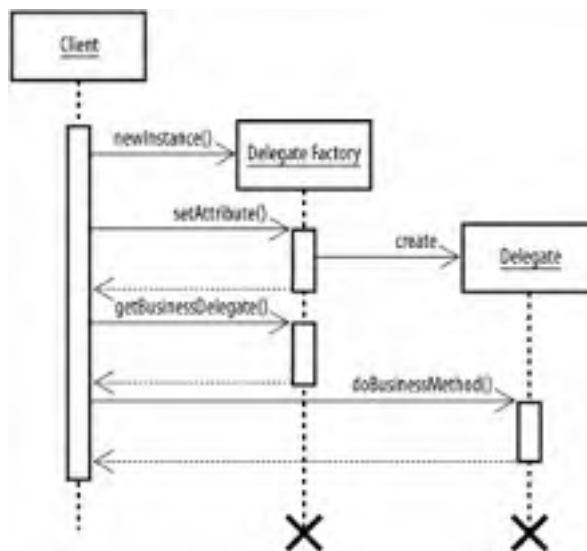 Client
newInstance()
Delegate Factory
setAttribute()
create
Delegate
getBusinessDelegate()
doBusinessMethod()